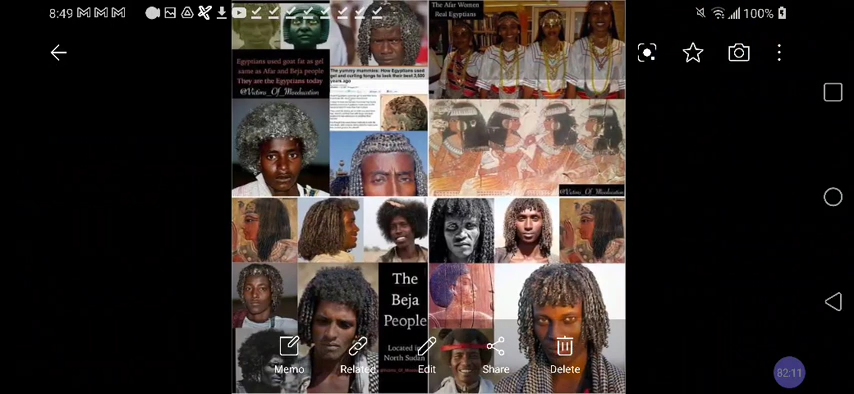 8:49
100%
The Afar Women
Real Egyptians
Egyptians used goat fat as gel
same as Afar and Beja people
They are the Egyptians today
@Victims_Of_Miseducation
The yummy mummies: How Egyptians used
gel and curling tongs to look their best 3,500
years ago
@Victims_Of_Miseducation
The
Beja
People
Located in
North Sudan
Memo
Related
Edit
Share
Delete
82:11